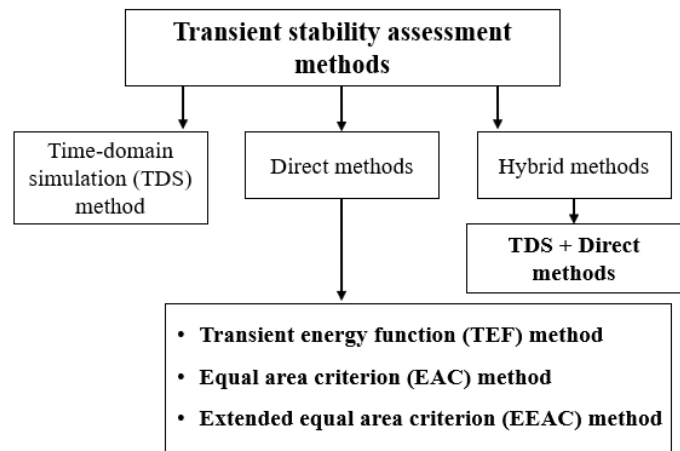 Transient stability assessment
methods
Time-domain
simulation (TDS)
method
Direct methods
Hybrid methods
TDS + Direct
methods
• Transient energy function (TEF) method
• Equal area criterion (EAC) method
• Extended equal area criterion (EEAC) method